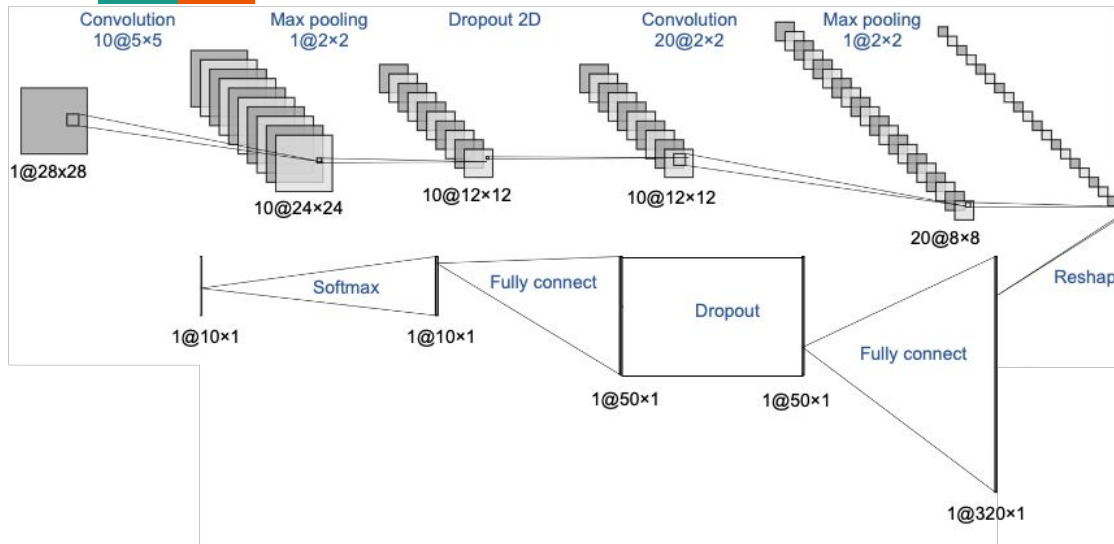 Convolution
10@5×5
Max pooling
1@2×2
Dropout 2D
Convolution
20@2×2
Max pooling
1@2×2
1@28x28
10@24×24
10@12×12
10@12×12
20@8×8
Reshap
Softmax
Fully connect
Dropout
Fully connect
1@10×1
1@10×1
1@50×1
1@50×1
1@320×1